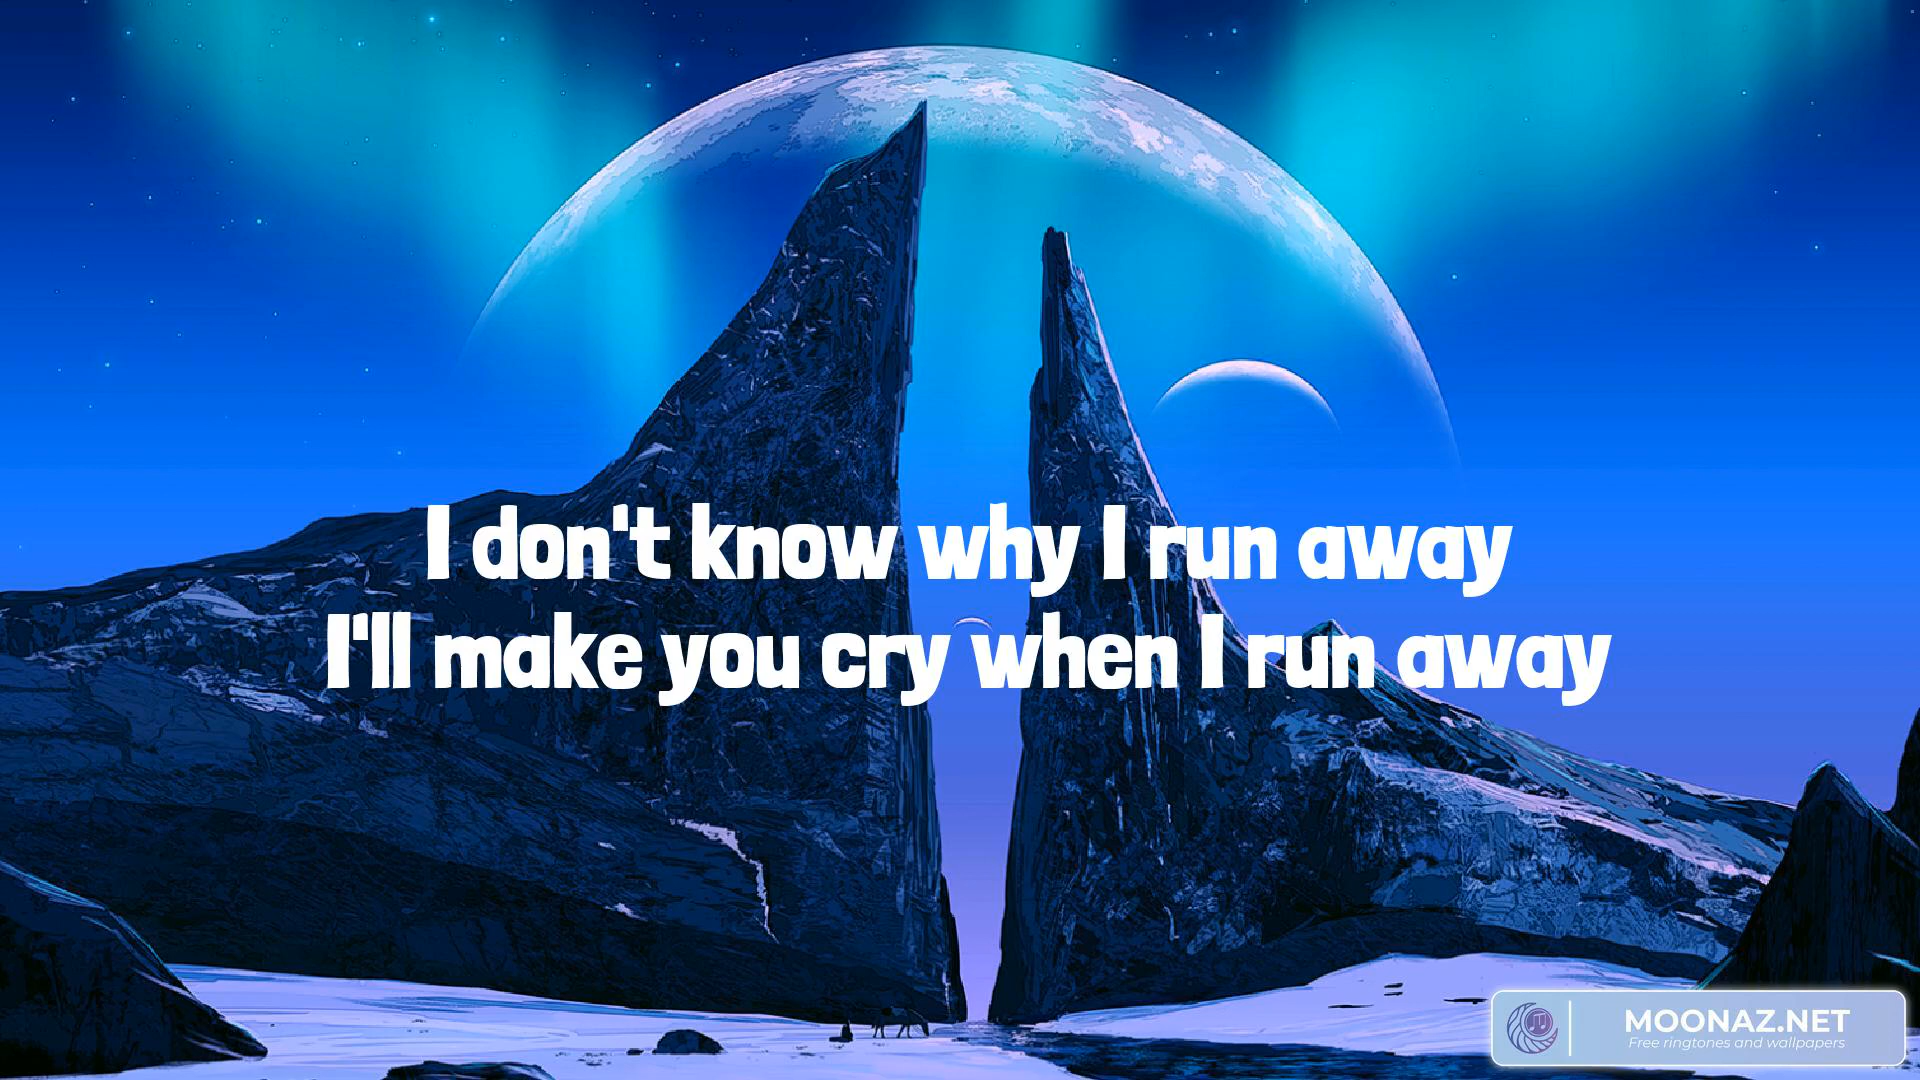 I don't know why I run away
I'll make you cry when I run away
MOONAZ.NET
Free ringtones and wallpapers